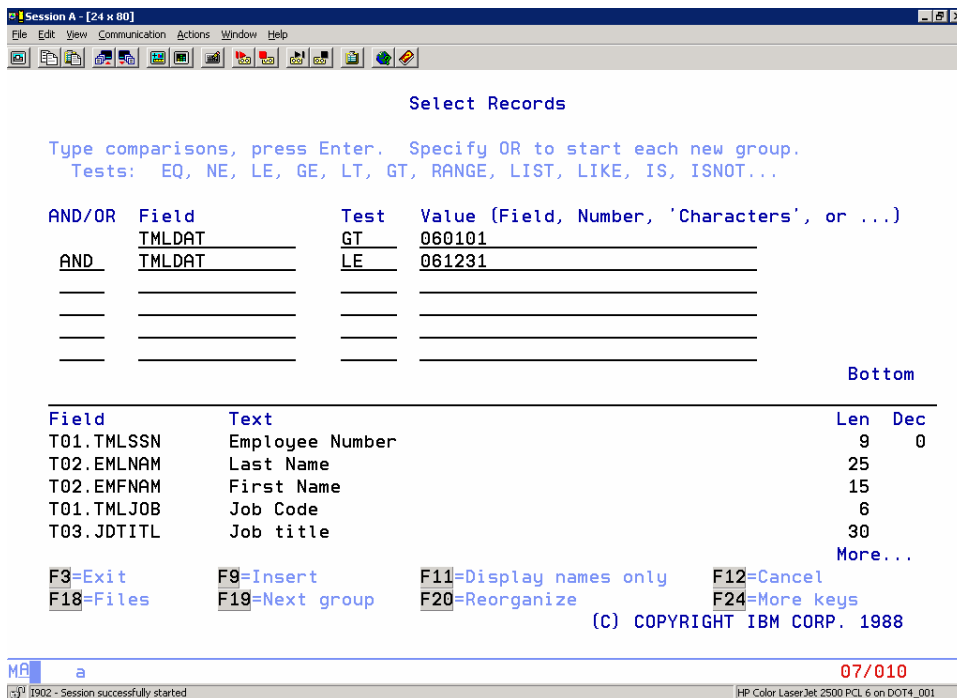 Session A - [24 x 80]
File Edit View Communication Actions Window Help
Select Records
Type comparisons, press Enter. Specify OR to start each new group.
Tests: EQ, NE, LE, GE, LT, GT, RANGE, LIST, LIKE, IS, ISNOT...
AND/OR Field Test Value (Field, Number, 'Characters', or ...)
TMLDAT GT 060101
AND TMLDAT LE 061231
Bottom
Field Text Len Dec
T01.TMLSSN Employee Number 9 0
T02.EMLNAM Last Name 25
T02.EMFNAM First Name 15
T01.TMLJOB Job Code 6
T03.JDTITL Job title 30
More...
F3=Exit F9=Insert F11=Display names only F12=Cancel
F18=Files F19=Next group F20=Reorganize F24=More keys
(C) COPYRIGHT IBM CORP. 1988
MA a 07/010
I902 - Session successfully started HP Color LaserJet 2500 PCL 6 on DOT4_001